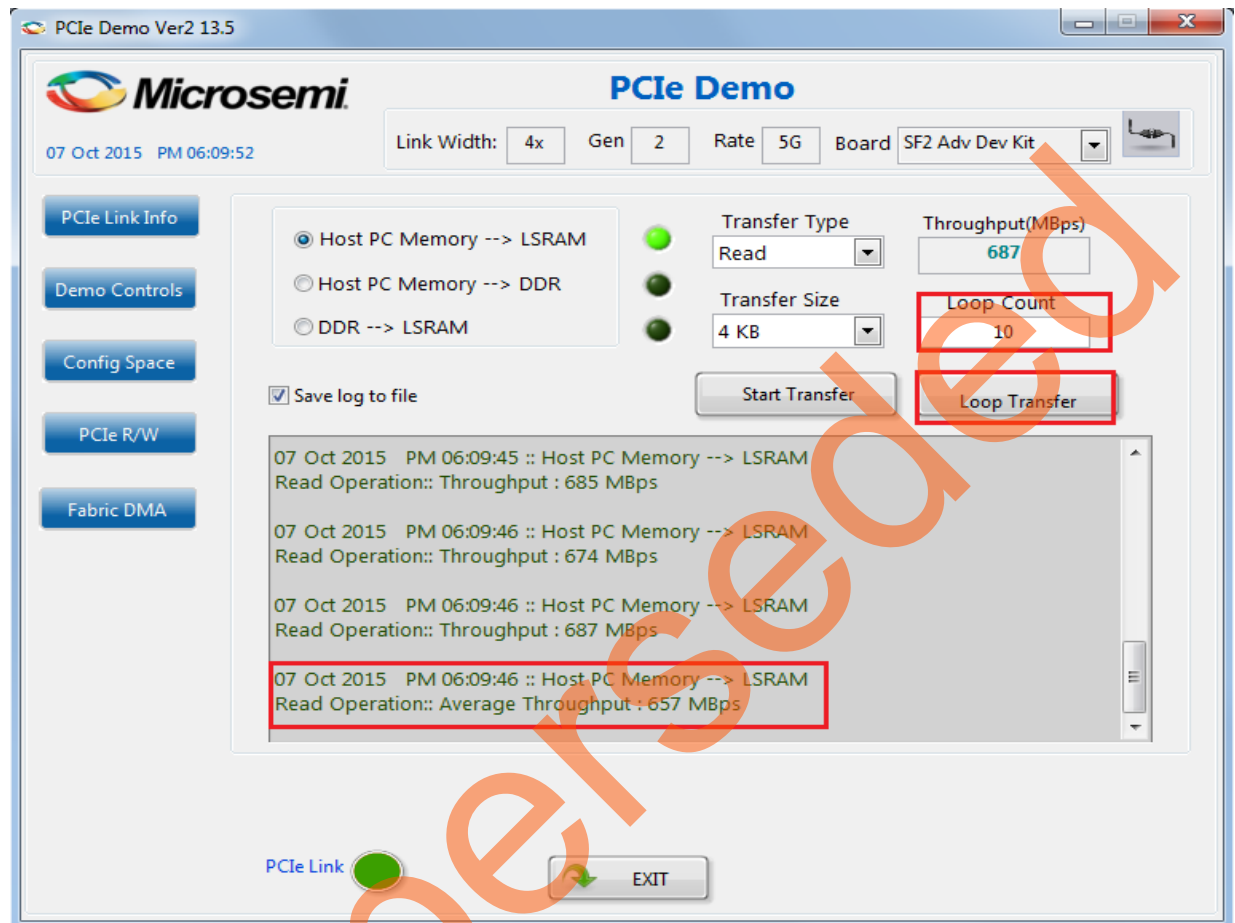 PCIe Demo Ver2 13.5
Microsemi.
PCIe Demo
07 Oct 2015 PM 06:09:52
Link Width: 4x Gen 2 Rate 5G Board SF2 Adv Dev Kit
PCIe Link Info
Demo Controls
Config Space
PCIe R/W
Fabric DMA
Host PC Memory --> LSRAM
Host PC Memory --> DDR
DDR --> LSRAM
Transfer Type
Read
Transfer Size
4 KB
Throughput(MBps)
687
Loop Count
10
Save log to file
Start Transfer
Loop Transfer
07 Oct 2015 PM 06:09:45 :: Host PC Memory --> LSRAM
Read Operation:: Throughput : 685 MBps
07 Oct 2015 PM 06:09:46 :: Host PC Memory --> LSRAM
Read Operation:: Throughput : 674 MBps
07 Oct 2015 PM 06:09:46 :: Host PC Memory --> LSRAM
Read Operation:: Throughput : 687 MBps
07 Oct 2015 PM 06:09:46 :: Host PC Memory --> LSRAM
Read Operation:: Average Throughput : 657 MBps
PCIe Link
EXIT
perseded